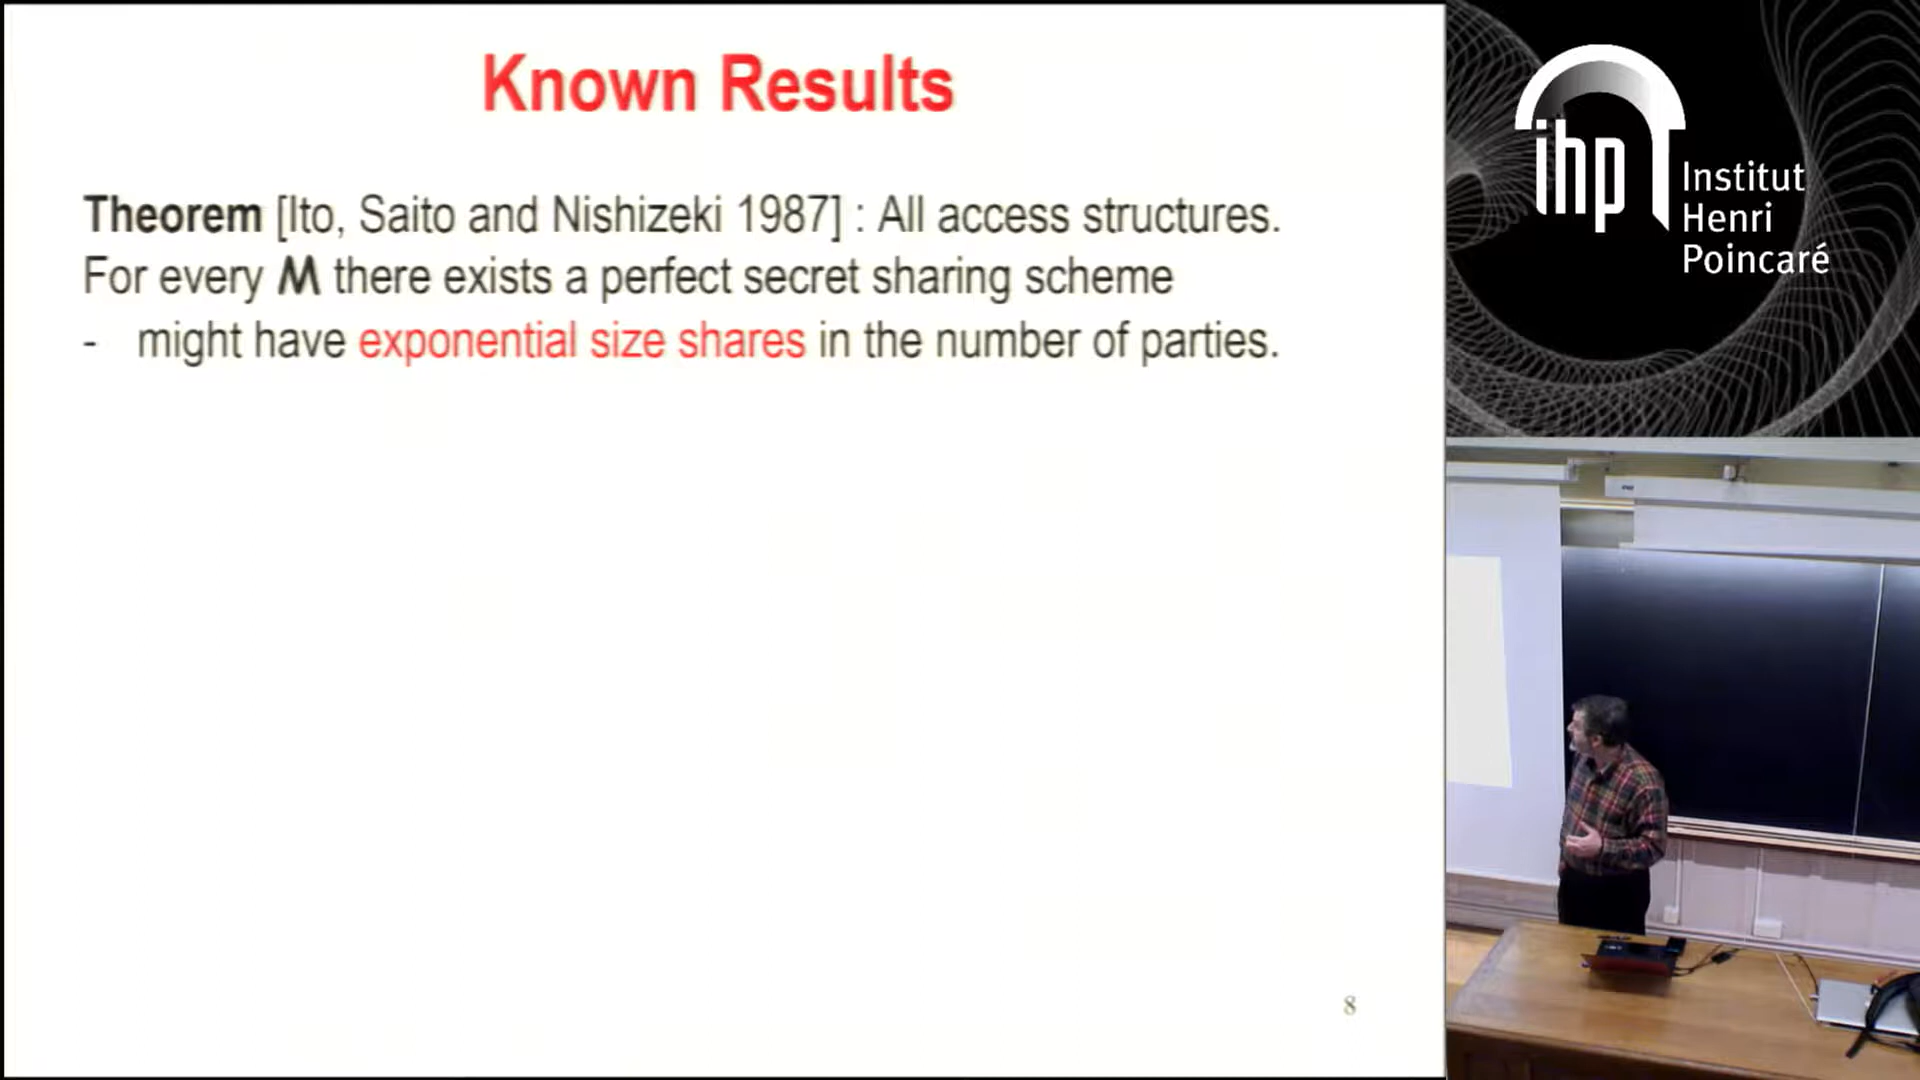 Known Results
Theorem [Ito, Saito and Nishizeki 1987] : All access structures.
For every M there exists a perfect secret sharing scheme
- might have exponential size shares in the number of parties.
8
ihp
Institut
Henri
Poincaré